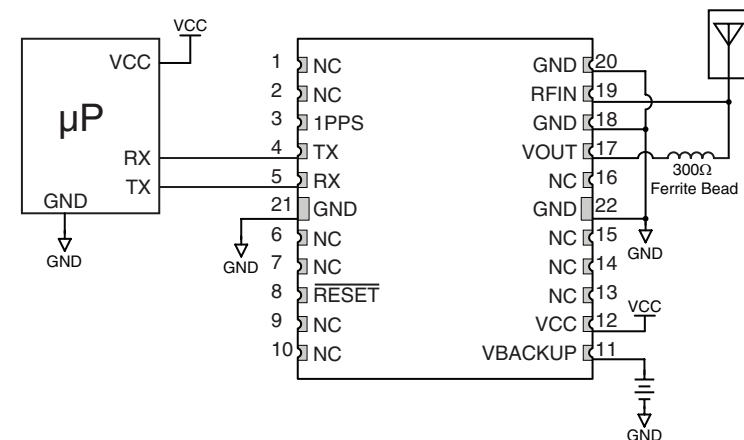 VCC
VCC
µP
RX
TX
GND
GND
1 NC
2 NC
3 1PPS
4 TX
5 RX
21 GND
GND
6 NC
7 NC
8 RESET
9 NC
10 NC
GND 20
RFIN 19
GND 18
VOUT 17
300Ω
Ferrite Bead
NC 16
GND 22
GND
NC 15
NC 14
NC 13
VCC 12
VCC
VBACKUP 11
GND